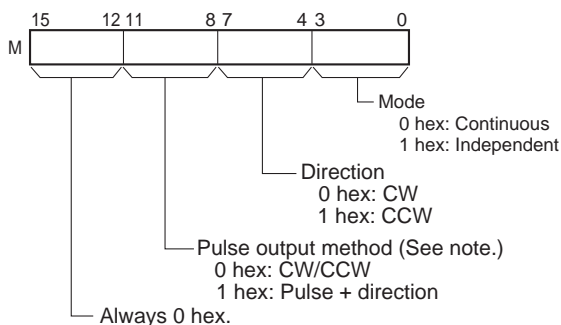 15 12 11 8 7 4 3 0
M
Mode
0 hex: Continuous
1 hex: Independent
Direction
0 hex: CW
1 hex: CCW
Pulse output method (See note.)
0 hex: CW/CCW
1 hex: Pulse + direction
Always 0 hex.